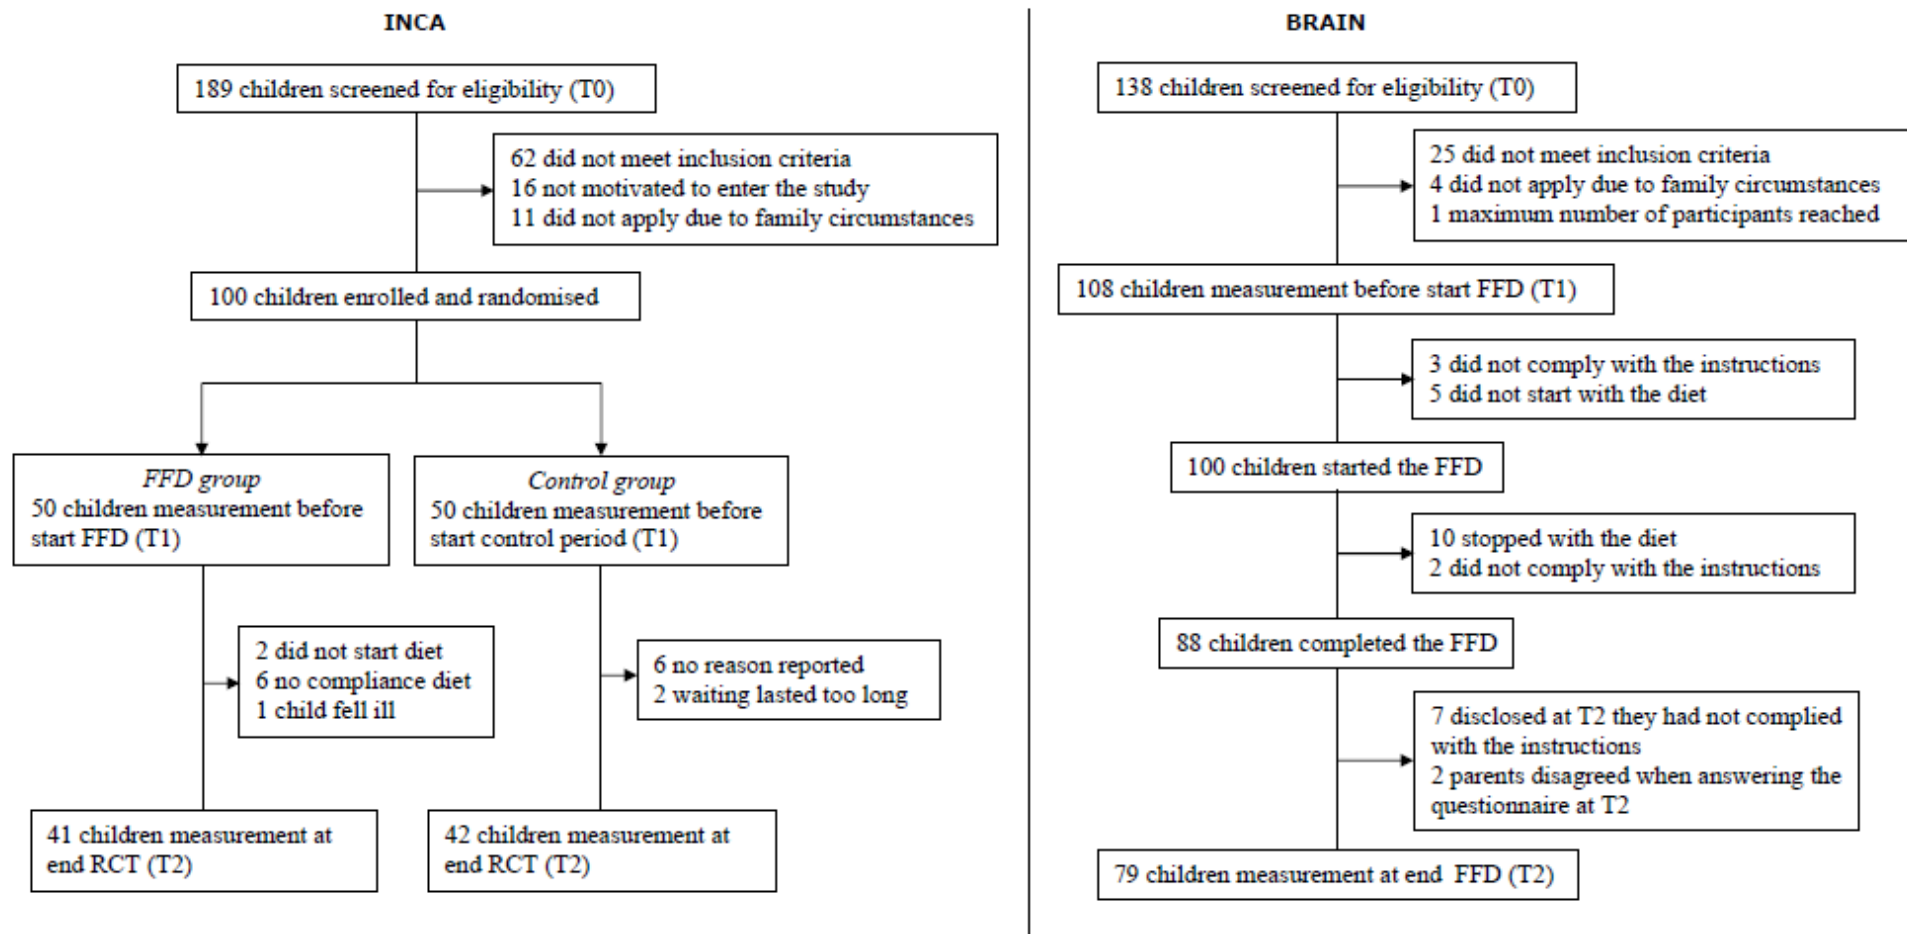 INCA
189 children screened for eligibility (T0)
62 did not meet inclusion criteria
16 not motivated to enter the study
11 did not apply due to family circumstances
100 children enrolled and randomised
FFD group
50 children measurement before
start FFD (T1)
Control group
50 children measurement before
start control period (T1)
2 did not start diet
6 no compliance diet
1 child fell ill
6 no reason reported
2 waiting lasted too long
41 children measurement at
end RCT (T2)
42 children measurement at
end RCT (T2)
BRAIN
138 children screened for eligibility (T0)
25 did not meet inclusion criteria
4 did not apply due to family circumstances
1 maximum number of participants reached
108 children measurement before start FFD (T1)
3 did not comply with the instructions
5 did not start with the diet
100 children started the FFD
10 stopped with the diet
2 did not comply with the instructions
88 children completed the FFD
7 disclosed at T2 they had not complied
with the instructions
2 parents disagreed when answering the
questionnaire at T2
79 children measurement at end FFD (T2)